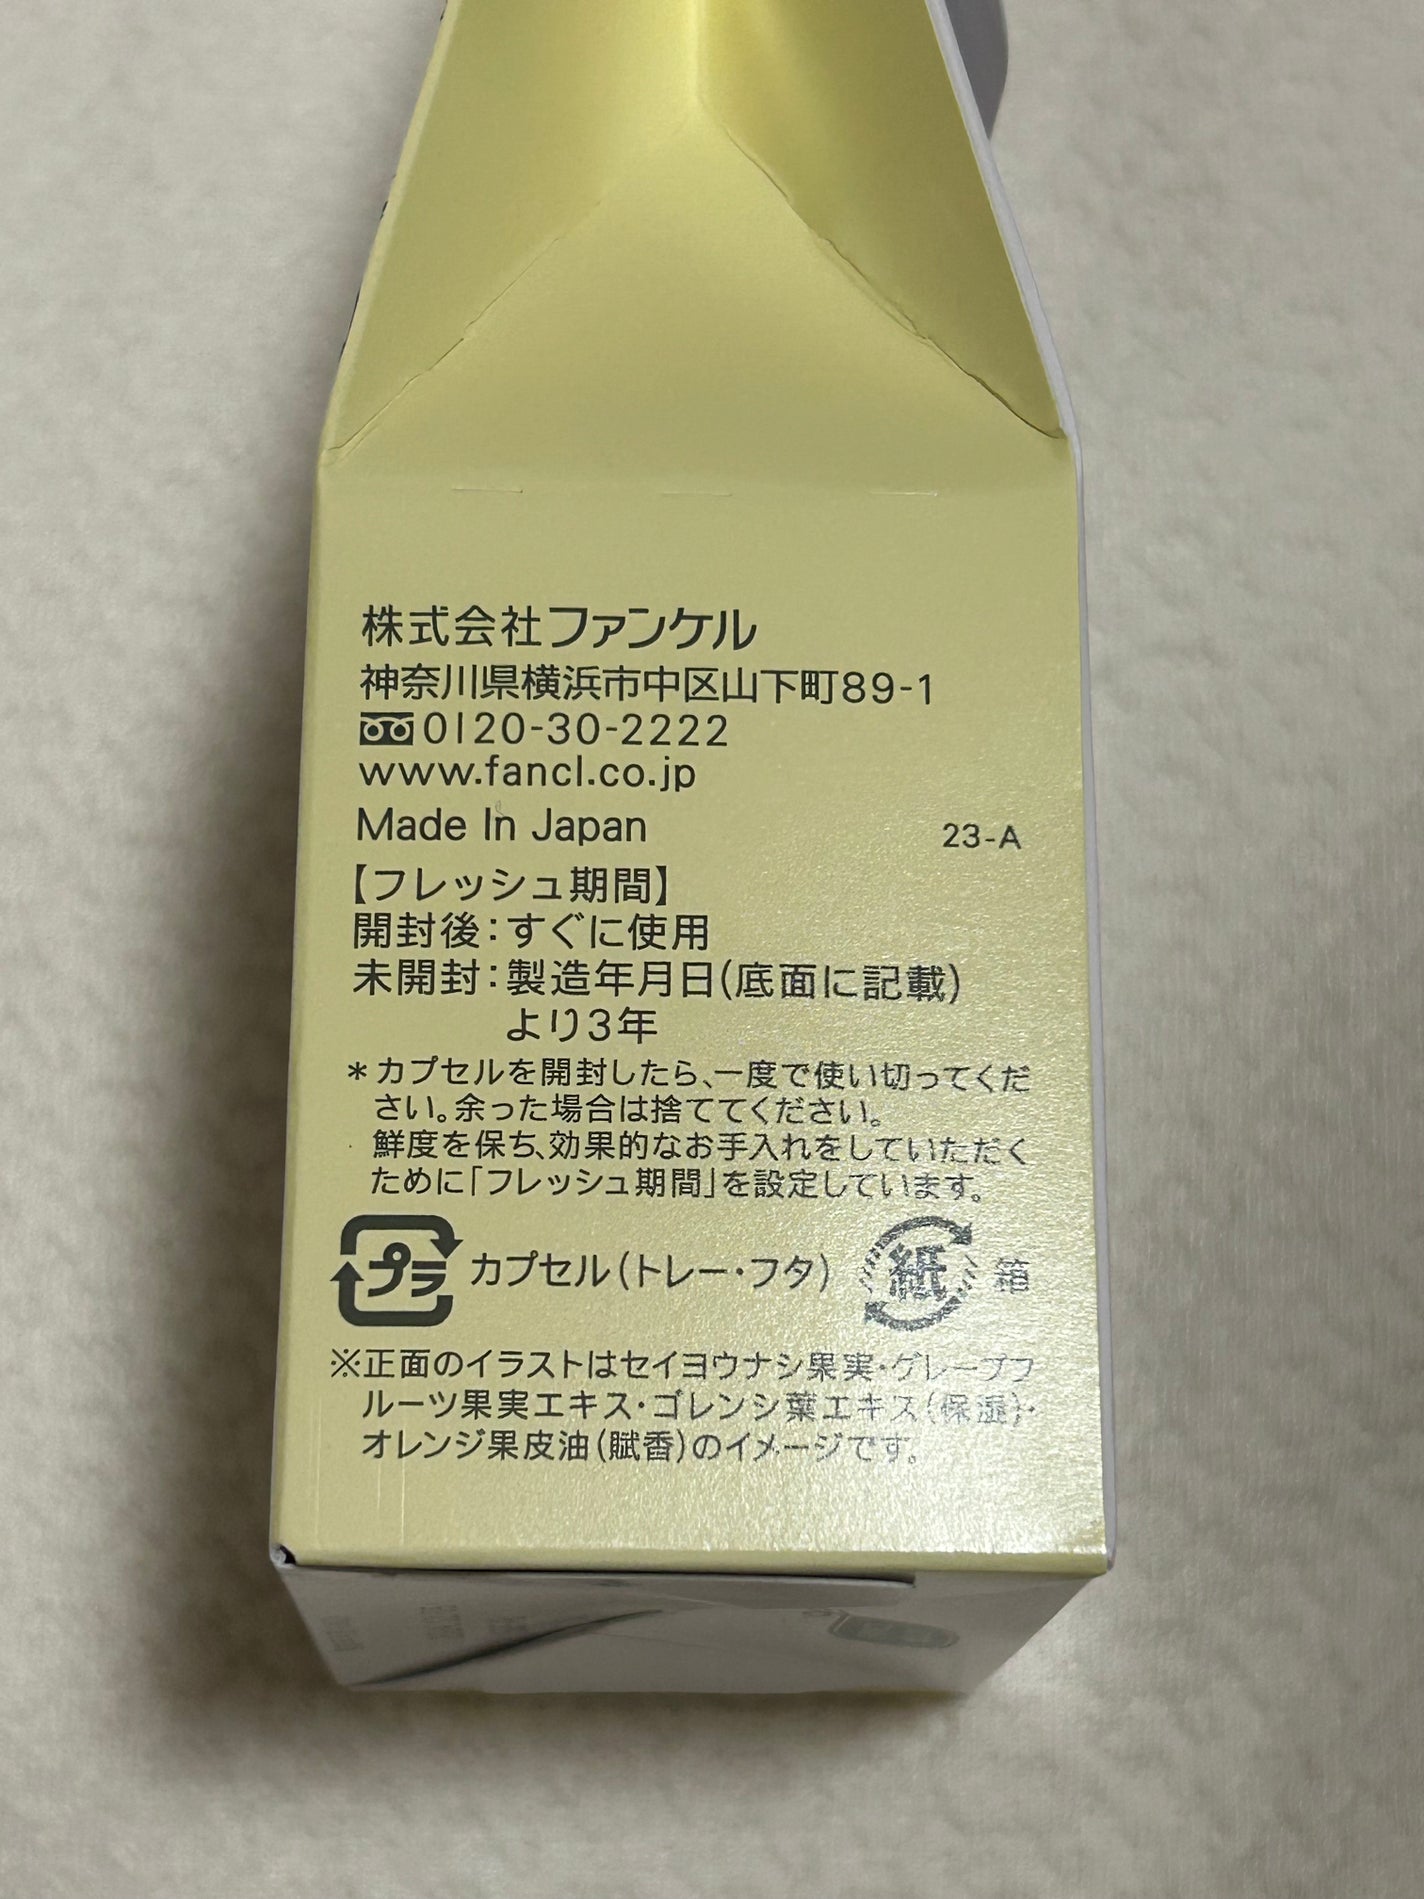 株式会社ファンケル
神奈川県横浜市中区山下町89-1
0120-30-2222
www.fancl.co.jp
Made In Japan
23-A
【フレッシュ期間】
開封後：すぐに使用
未開封：製造年月日(底面に記載)
より3年
＊カプセルを開封したら、一度で使い切ってくだ
さい。余った場合は捨ててください。
鮮度を保ち、効果的なお手入れをしていただく
ために「フレッシュ期間」を設定しています。
プラ カプセル(トレー・フタ) 紙 箱
※正面のイラストはセイヨウナシ果実・グレープフ
ルーツ果実エキス・ゴレンシ葉エキス(保湿)・
オレンジ果皮油(賦香)のイメージです。